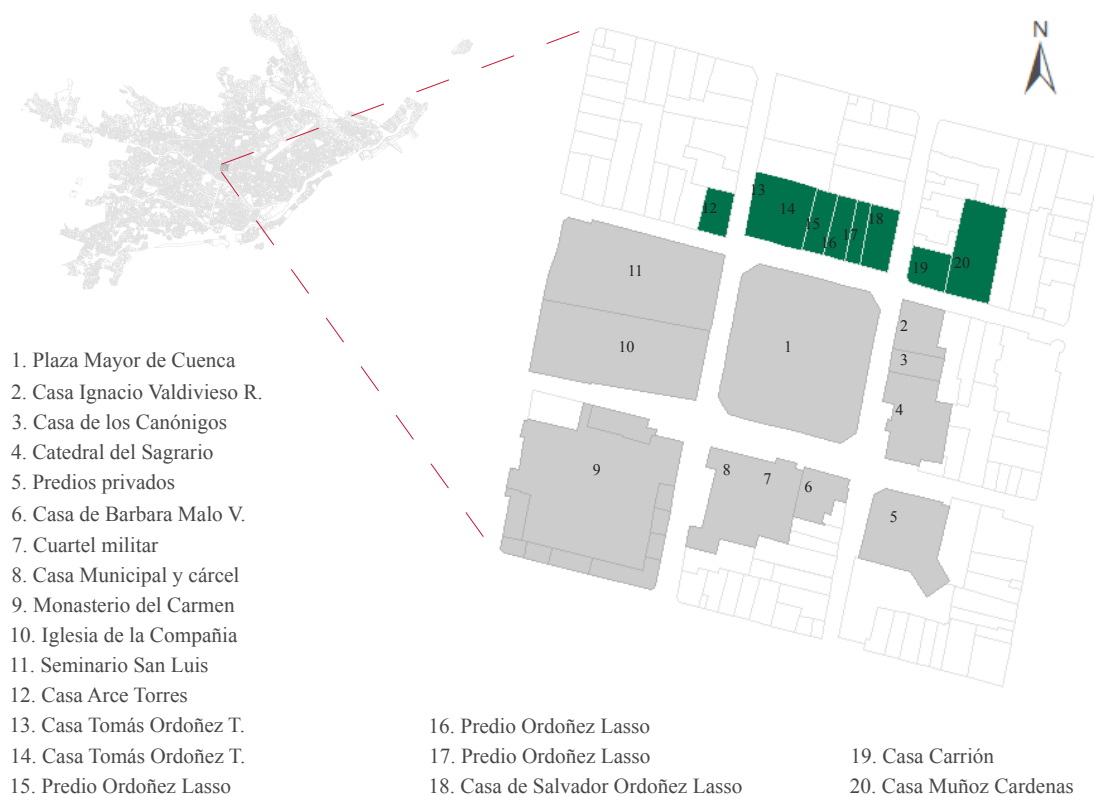 N
13
12
14
15
18
17
16
19
20
11
2
10
1
3
4
9
8
7
6
5
1. Plaza Mayor de Cuenca
2. Casa Ignacio Valdivieso R.
3. Casa de los Canónigos
4. Catedral del Sagrario
5. Predios privados
6. Casa de Barbara Malo V.
7. Cuartel militar
8. Casa Municipal y cárcel
9. Monasterio del Carmen
10. Iglesia de la Compañia
11. Seminario San Luis
12. Casa Arce Torres
13. Casa Tomás Ordoñez T.
14. Casa Tomás Ordoñez T.
15. Predio Ordoñez Lasso
16. Predio Ordoñez Lasso
17. Predio Ordoñez Lasso
18. Casa de Salvador Ordoñez Lasso
19. Casa Carrión
20. Casa Muñoz Cardenas